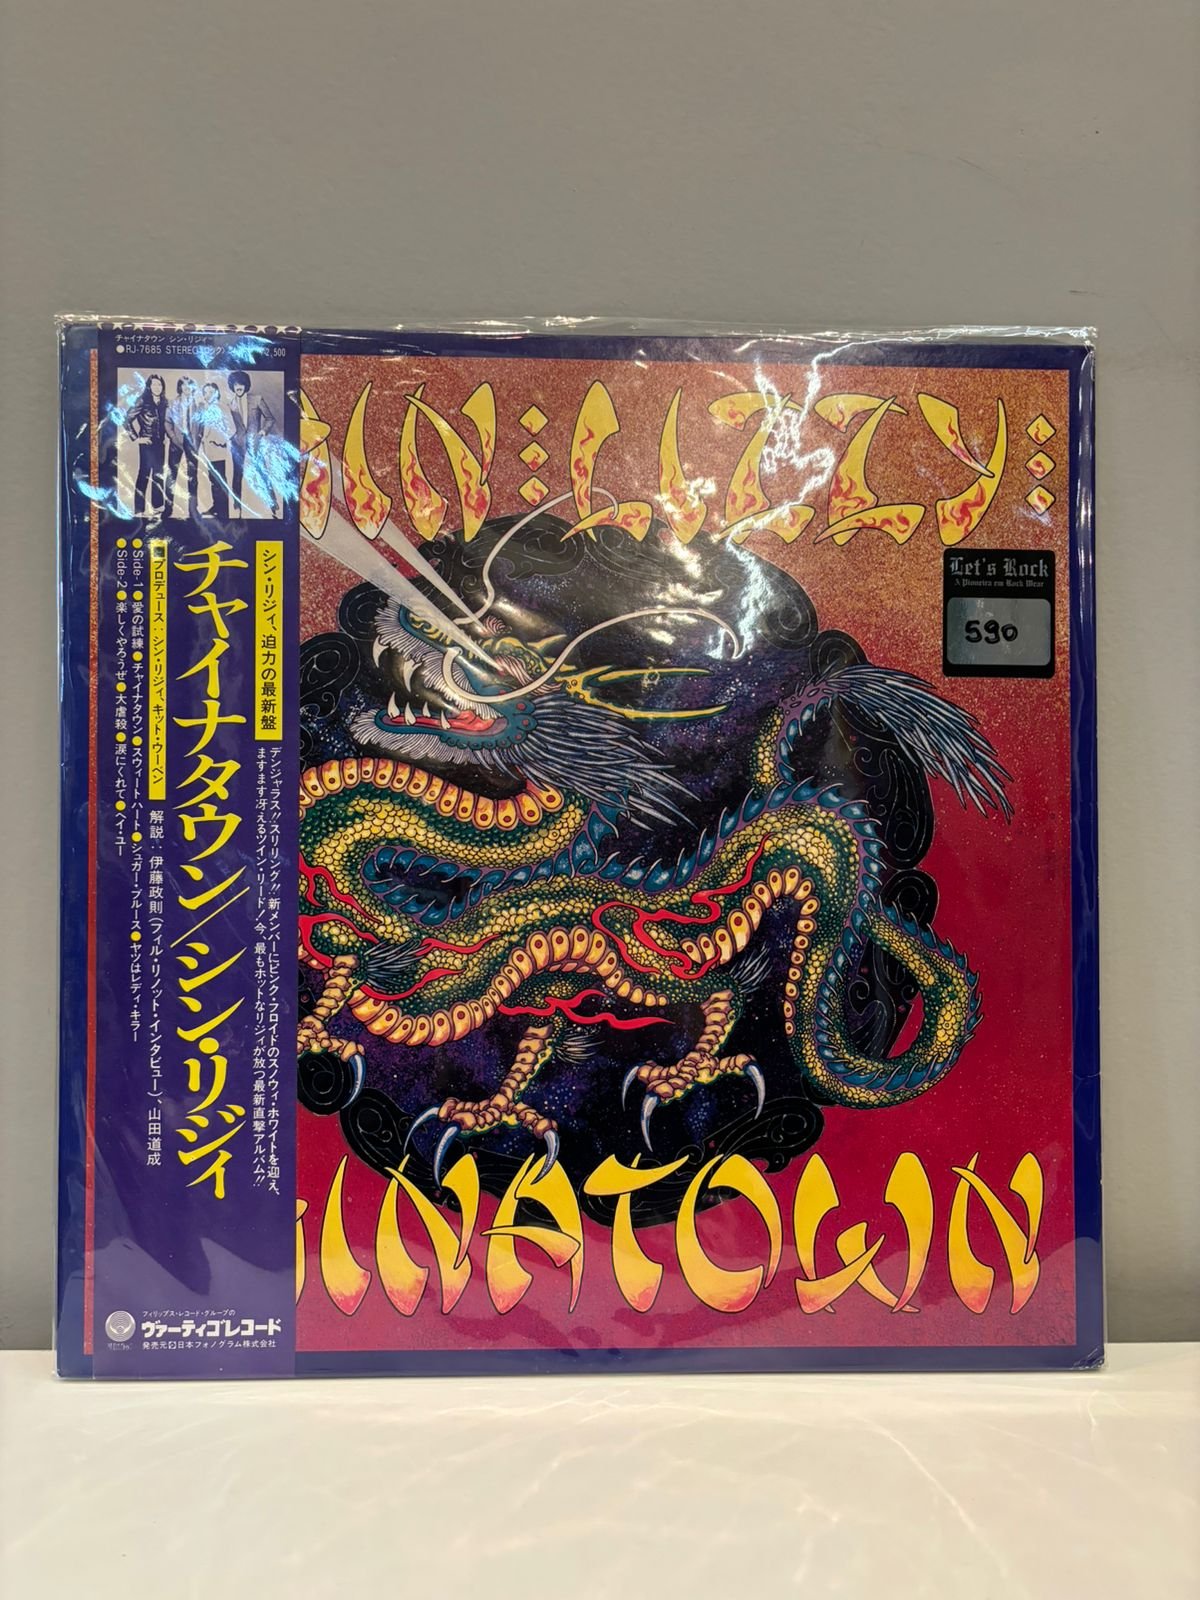 チャイナタウン シン・リジィ
●RJ-7685 STEREO
2,500
IN:LIZZY:
Let's Rock
A Pioneira em Rock Wear
590
シン・リジィ、迫力の最新盤
デンジャラス!!スリリング!!新メンバーにピンク・フロイドのスノウィ・ホワイトを迎え、
ますます冴えるツイン・リード!今、最もホットなリジィが放つ最新直撃アルバム!!
チャイナタウン/シン・リジィ
プロデュース:シン・リジィ、キット・ウーベン
解説:伊藤政則(フィル・リノット・インタビュー)、山田道成
●Side-1●愛の試練●チャイナタウン●スウィートハート●シュガー・ブルース●ヤツはレディ・キラー
●Side-2●楽しくやろうぜ●大虐殺●涙にくれて●ヘイ・ユー
INATOWN
フィリップス・レコード・グループの
ヴァーティゴ・レコード
発売元 日本フォノグラム株式会社